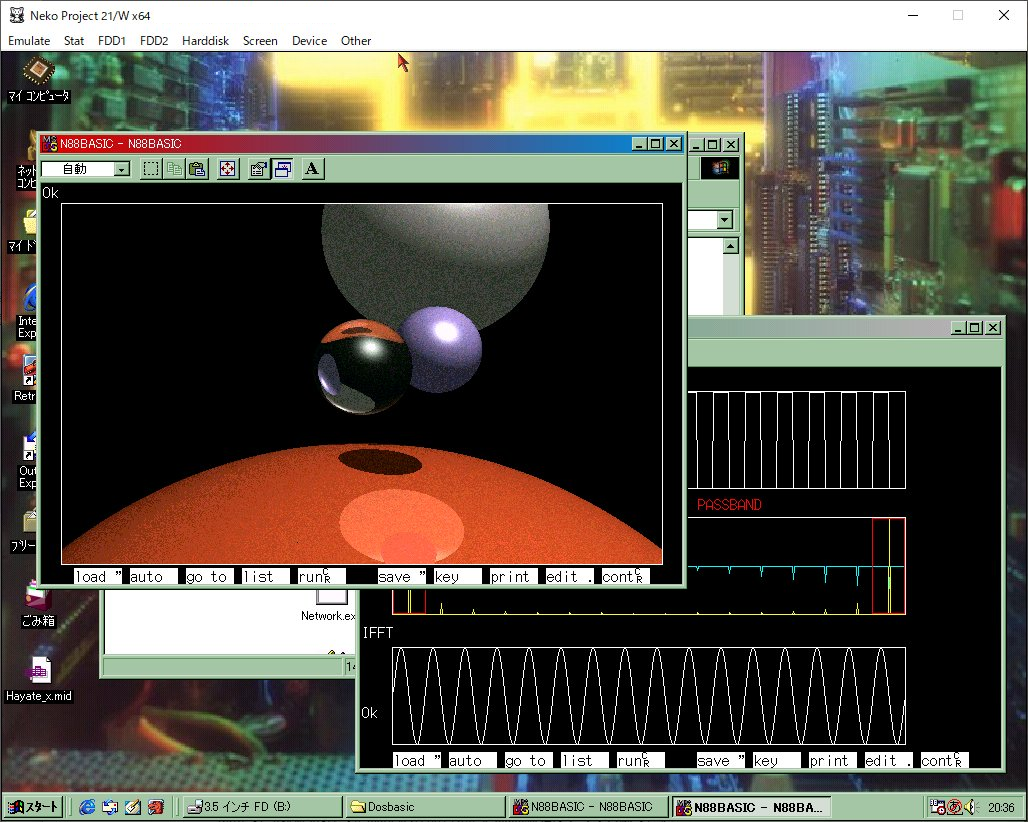 Neko Project 21/W x64
Emulate Stat FDD1 FDD2 Harddisk Screen Device Other
マイ コンピュータ
N88BASIC - N88BASIC
自動
A
Ok
ネッ
コンピ
マイ ド
Inte
Exp
Retr
Out
Exp
フリー
load " auto go to list run save " key print edit . cont
PASSBAND
Network.ex
IFFT
ごみ箱
Hayate_x.mid
Ok
load " auto go to list run save " key print edit . cont
スタート
3.5 インチ FD (B:)
Dosbasic
N88BASIC - N88BASIC
N88BASIC - N88BA...
20:36